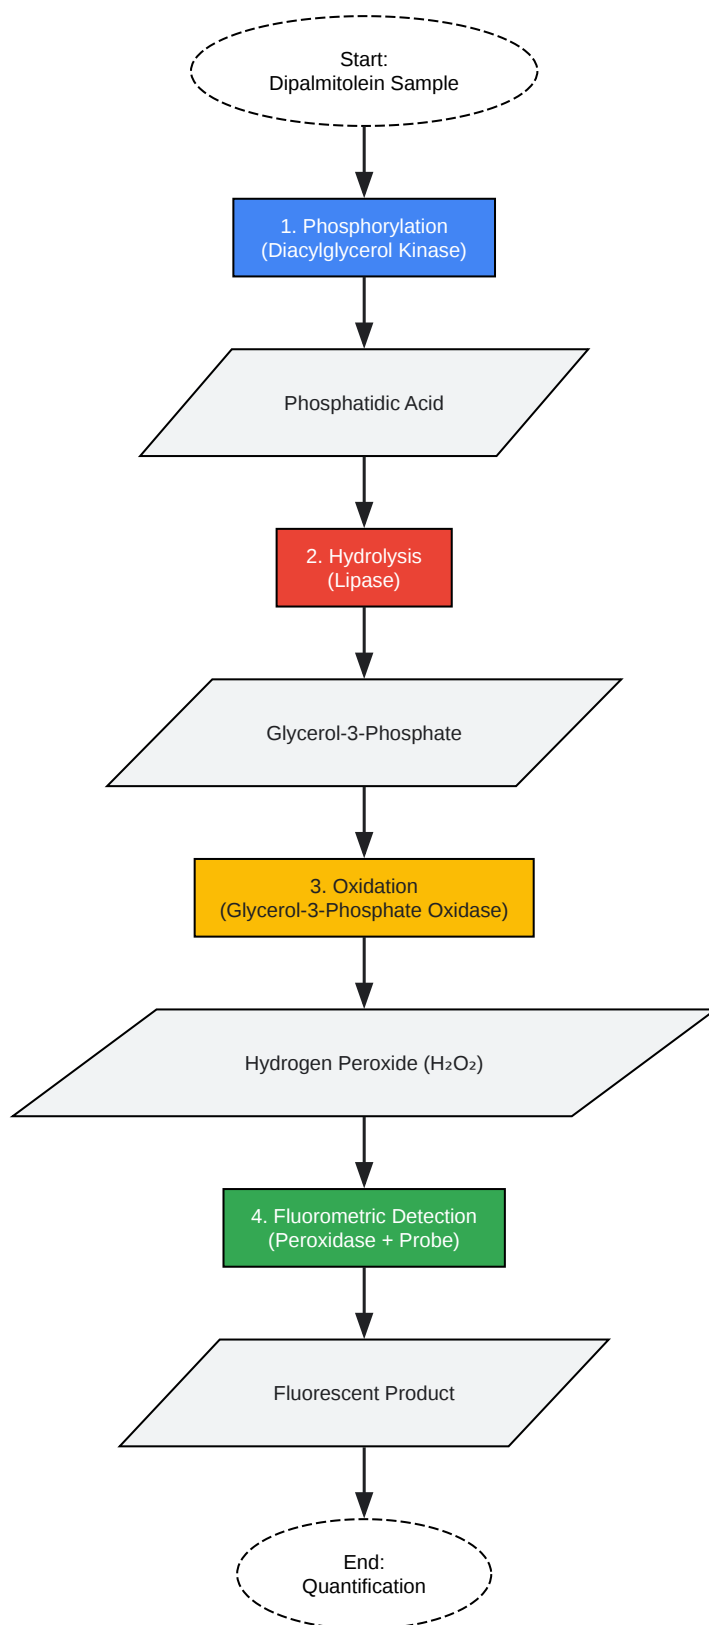 Start:
Dipalmitolein Sample
1. Phosphorylation
(Diacylglycerol Kinase)
Phosphatidic Acid
2. Hydrolysis
(Lipase)
Glycerol-3-Phosphate
3. Oxidation
(Glycerol-3-Phosphate Oxidase)
Hydrogen Peroxide (H₂O₂)
4. Fluorometric Detection
(Peroxidase + Probe)
Fluorescent Product
End:
Quantification